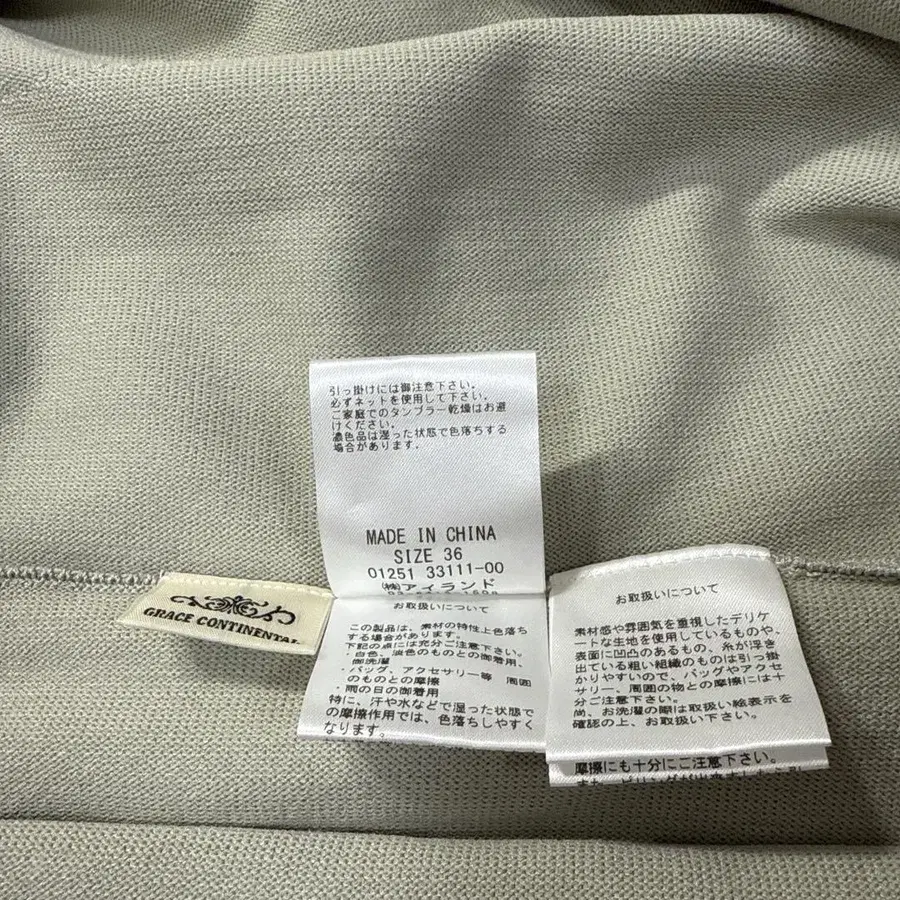 引っ掛けには御注意下さい。
必ずネットを使用して下さい。
ご家庭でのタンブラー乾燥はお避
けください。
濃色品は湿った状態で色落ちする
場合があります。
MADE IN CHINA
SIZE 36
01251 33111-00
㈱アイランド
GRACE CONTINENTAL
お取扱いについて
この製品は、素材の特性上色落ち
する場合があります。
下記の点には充分ご注意下さい。
・白色、淡色のものとの御着用、
御洗濯
・バッグ、アクセサリー等 周囲
のものとの摩擦
・雨の日の御着用
特に、汗や水などで湿った状態で
の摩擦作用では、色落ちしやすく
なります。
お取扱いについて
素材感や雰囲気を重視したデリケ
ートな生地を使用しているものや、
表面に凹凸のあるもの、糸が浮き
出ている粗い組織のものは引っ掛
かりやすいので、バッグやアクセ
サリー、周囲の物との摩擦には十
分ご注意下さい。
尚、お洗濯の際は取扱い絵表示を
確認の上、お取扱い下さい。
摩擦にも十分にご注意下さい。